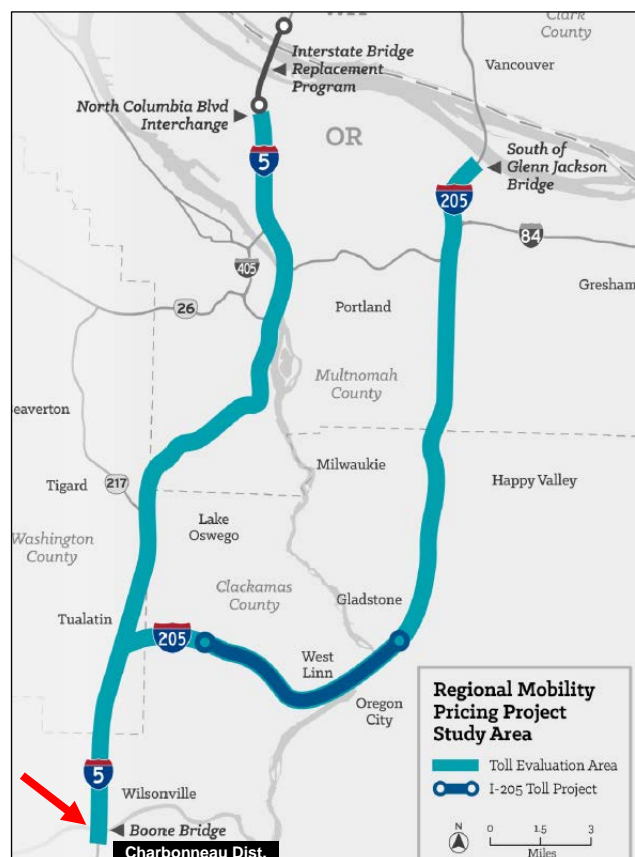 Clark
County
Interstate Bridge
Replacement
Program
Vancouver
North Columbia Blvd
Interchange
OR
5
South of
Glenn Jackson
Bridge
205
84
405
Gresham
26
Portland
Multnomah
County
Beaverton
Milwaukie
Happy Valley
Tigard
217
Lake
Oswego
Washington
County
Clackamas
County
Gladstone
Tualatin
205
West
Linn
Oregon
City
Regional Mobility
Pricing Project
Study Area
Toll Evaluation Area
I-205 Toll Project
5
Wilsonville
Boone Bridge
Charbonneau Dist.
N
0 1.5 3
Miles